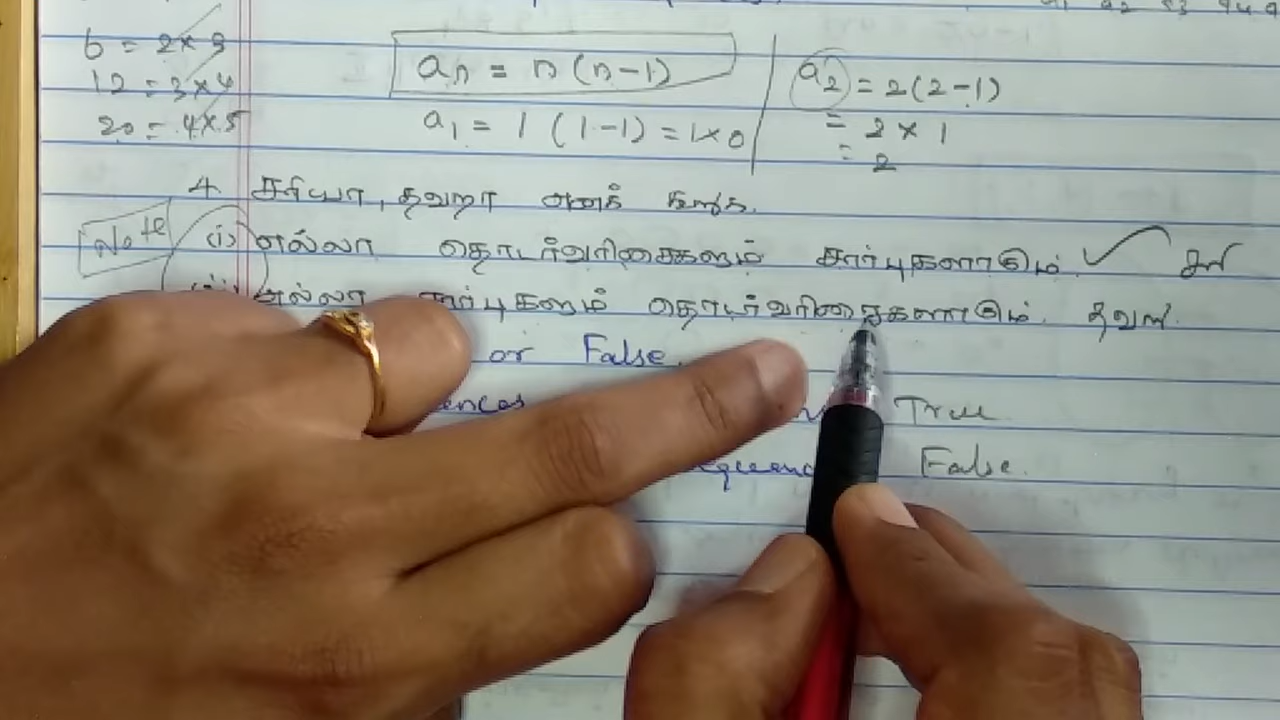 6 = 2×3
12 = 3×4
20 = 4×5
an = n(n-1)
a1 = 1 (1-1) = 1×0
a2 = 2(2-1)
= 2 × 1
= 2
4. சரியா, தவறா எனக் கூறுக.
Note
(i) எல்லா தொடர்வரிகைகளும் சார்புகளாகும். ✓ சரி
சார்புகளும் தொடர்வரிசைகளாகும். தவறு.
or False.
True
False.